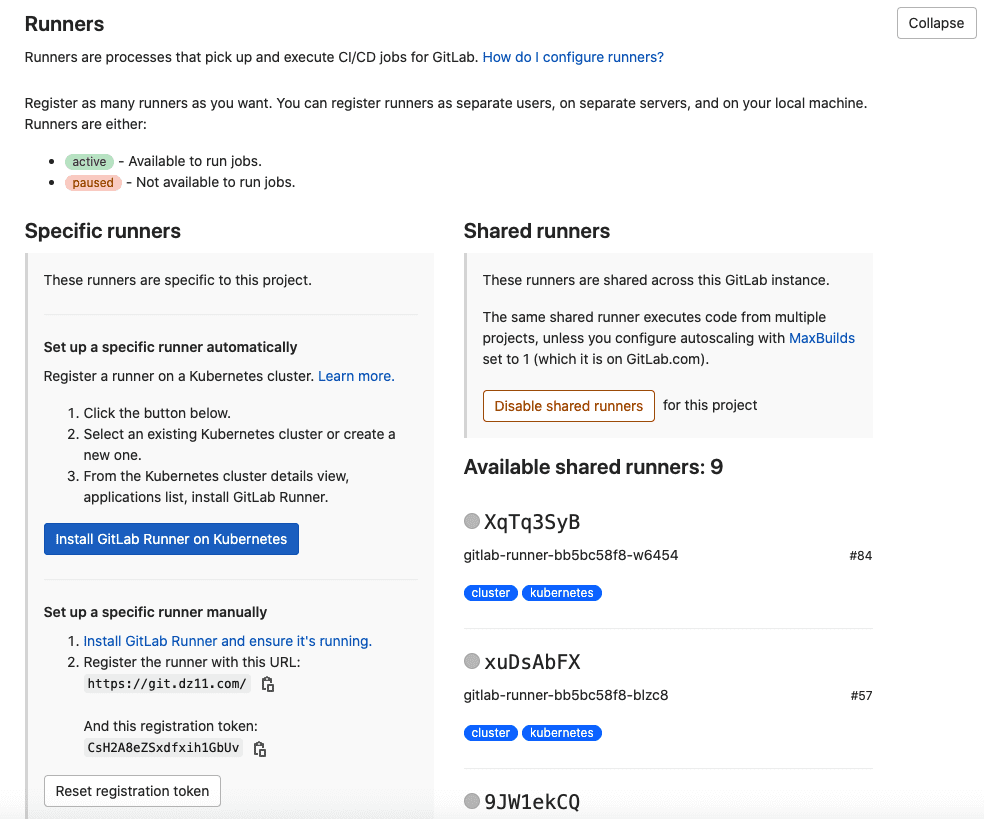 Runners
Collapse
Runners are processes that pick up and execute CI/CD jobs for GitLab. How do I configure runners?
Register as many runners as you want. You can register runners as separate users, on separate servers, and on your local machine.
Runners are either:
active - Available to run jobs.
paused - Not available to run jobs.
Specific runners
These runners are specific to this project.
Set up a specific runner automatically
Register a runner on a Kubernetes cluster. Learn more.
1. Click the button below.
2. Select an existing Kubernetes cluster or create a
new one.
3. From the Kubernetes cluster details view,
applications list, install GitLab Runner.
Install GitLab Runner on Kubernetes
Set up a specific runner manually
1. Install GitLab Runner and ensure it's running.
2. Register the runner with this URL:
https://git.dz11.com/
And this registration token:
CsH2A8eZSxdfxih1GbUv
Reset registration token
Shared runners
These runners are shared across this GitLab instance.
The same shared runner executes code from multiple
projects, unless you configure autoscaling with MaxBuilds
set to 1 (which it is on GitLab.com).
Disable shared runners for this project
Available shared runners: 9
XqTq3SyB
gitlab-runner-bb5bc58f8-w6454 #84
cluster kubernetes
xuDsAbFX
gitlab-runner-bb5bc58f8-blzc8 #57
cluster kubernetes
9JW1ekCQ